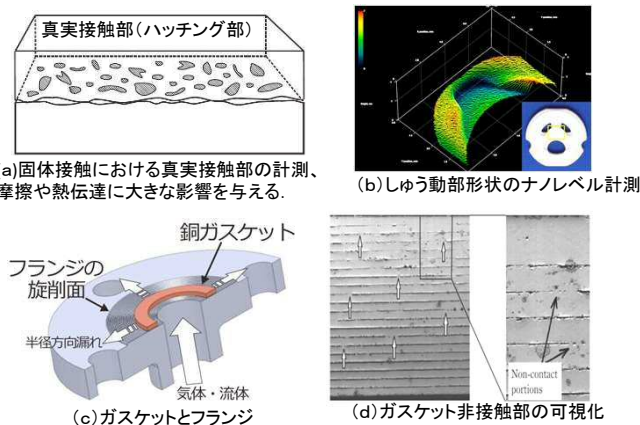 真実接触部(ハッチング部)
(a)固体接触における真実接触部の計測、
摩擦や熱伝達に大きな影響を与える.
(b)しゅう動部形状のナノレベル計測
銅ガスケット
フランジの
旋削面
半径方向漏れ
気体・流体
(c)ガスケットとフランジ
Non-contact
portions
(d)ガスケット非接触部の可視化